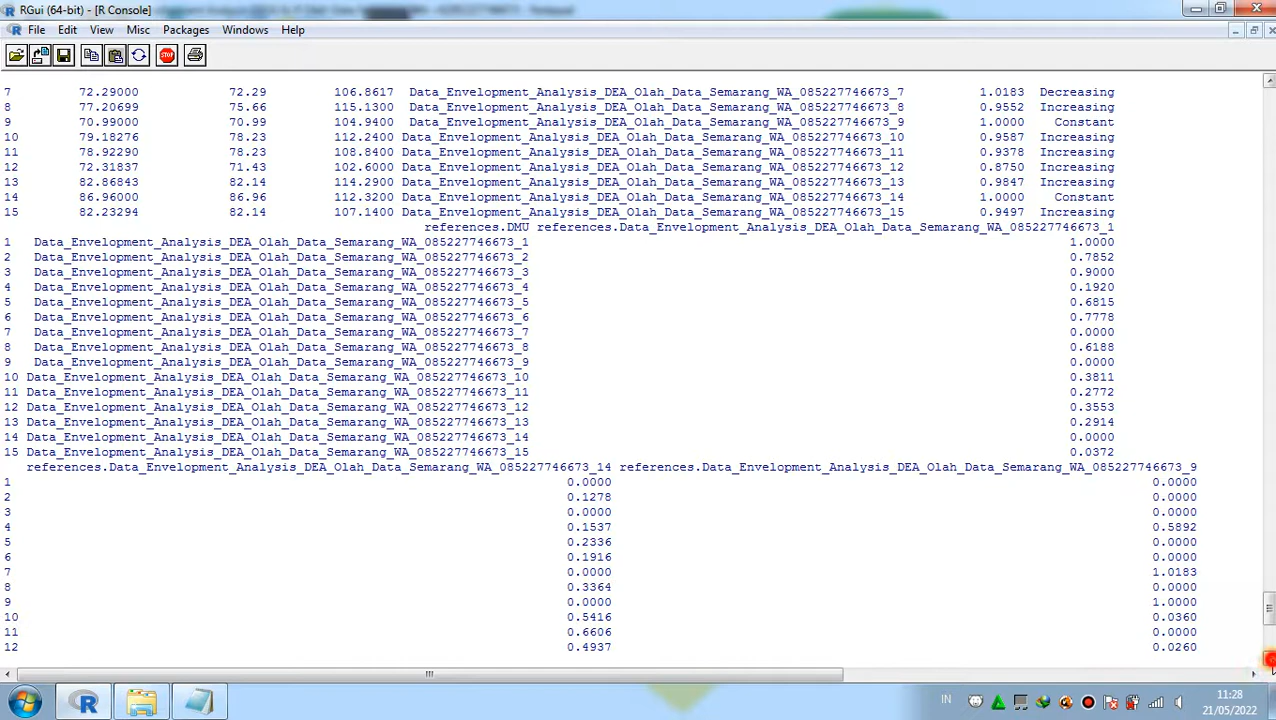 RGui (64-bit) - [R Console]
File Edit View Misc Packages Windows Help
STOP
7 72.29000 72.29 106.8617 Data_Envelopment_Analysis_DEA_Olah_Data_Semarang_WA_085227746673_7 1.0183 Decreasing
8 77.20699 75.66 115.1300 Data_Envelopment_Analysis_DEA_Olah_Data_Semarang_WA_085227746673_8 0.9552 Increasing
9 70.99000 70.99 104.9400 Data_Envelopment_Analysis_DEA_Olah_Data_Semarang_WA_085227746673_9 1.0000 Constant
10 79.18276 78.23 112.2400 Data_Envelopment_Analysis_DEA_Olah_Data_Semarang_WA_085227746673_10 0.9587 Increasing
11 78.92290 78.23 108.8400 Data_Envelopment_Analysis_DEA_Olah_Data_Semarang_WA_085227746673_11 0.9378 Increasing
12 72.31837 71.43 102.6000 Data_Envelopment_Analysis_DEA_Olah_Data_Semarang_WA_085227746673_12 0.8750 Increasing
13 82.86843 82.14 114.2900 Data_Envelopment_Analysis_DEA_Olah_Data_Semarang_WA_085227746673_13 0.9847 Increasing
14 86.96000 86.96 112.3200 Data_Envelopment_Analysis_DEA_Olah_Data_Semarang_WA_085227746673_14 1.0000 Constant
15 82.23294 82.14 107.1400 Data_Envelopment_Analysis_DEA_Olah_Data_Semarang_WA_085227746673_15 0.9497 Increasing
references.DMU references.Data_Envelopment_Analysis_DEA_Olah_Data_Semarang_WA_085227746673_1
1 Data_Envelopment_Analysis_DEA_Olah_Data_Semarang_WA_085227746673_1 1.0000
2 Data_Envelopment_Analysis_DEA_Olah_Data_Semarang_WA_085227746673_2 0.7852
3 Data_Envelopment_Analysis_DEA_Olah_Data_Semarang_WA_085227746673_3 0.9000
4 Data_Envelopment_Analysis_DEA_Olah_Data_Semarang_WA_085227746673_4 0.1920
5 Data_Envelopment_Analysis_DEA_Olah_Data_Semarang_WA_085227746673_5 0.6815
6 Data_Envelopment_Analysis_DEA_Olah_Data_Semarang_WA_085227746673_6 0.7778
7 Data_Envelopment_Analysis_DEA_Olah_Data_Semarang_WA_085227746673_7 0.0000
8 Data_Envelopment_Analysis_DEA_Olah_Data_Semarang_WA_085227746673_8 0.6188
9 Data_Envelopment_Analysis_DEA_Olah_Data_Semarang_WA_085227746673_9 0.0000
10 Data_Envelopment_Analysis_DEA_Olah_Data_Semarang_WA_085227746673_10 0.3811
11 Data_Envelopment_Analysis_DEA_Olah_Data_Semarang_WA_085227746673_11 0.2772
12 Data_Envelopment_Analysis_DEA_Olah_Data_Semarang_WA_085227746673_12 0.3553
13 Data_Envelopment_Analysis_DEA_Olah_Data_Semarang_WA_085227746673_13 0.2914
14 Data_Envelopment_Analysis_DEA_Olah_Data_Semarang_WA_085227746673_14 0.0000
15 Data_Envelopment_Analysis_DEA_Olah_Data_Semarang_WA_085227746673_15 0.0372
references.Data_Envelopment_Analysis_DEA_Olah_Data_Semarang_WA_085227746673_14 references.Data_Envelopment_Analysis_DEA_Olah_Data_Semarang_WA_085227746673_9
1 0.0000 0.0000
2 0.1278 0.0000
3 0.0000 0.0000
4 0.1537 0.5892
5 0.2336 0.0000
6 0.1916 0.0000
7 0.0000 1.0183
8 0.3364 0.0000
9 0.0000 1.0000
10 0.5416 0.0360
11 0.6606 0.0000
12 0.4937 0.0260
IN
11:28
21/05/2022